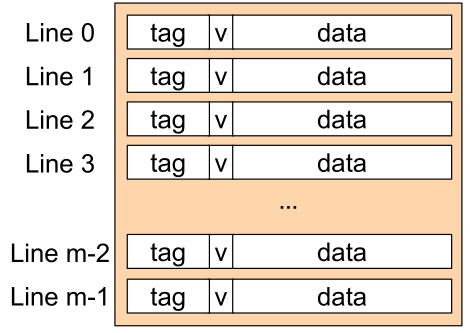 Line 0 tag v data
Line 1 tag v data
Line 2 tag v data
Line 3 tag v data
...
Line m-2 tag v data
Line m-1 tag v data